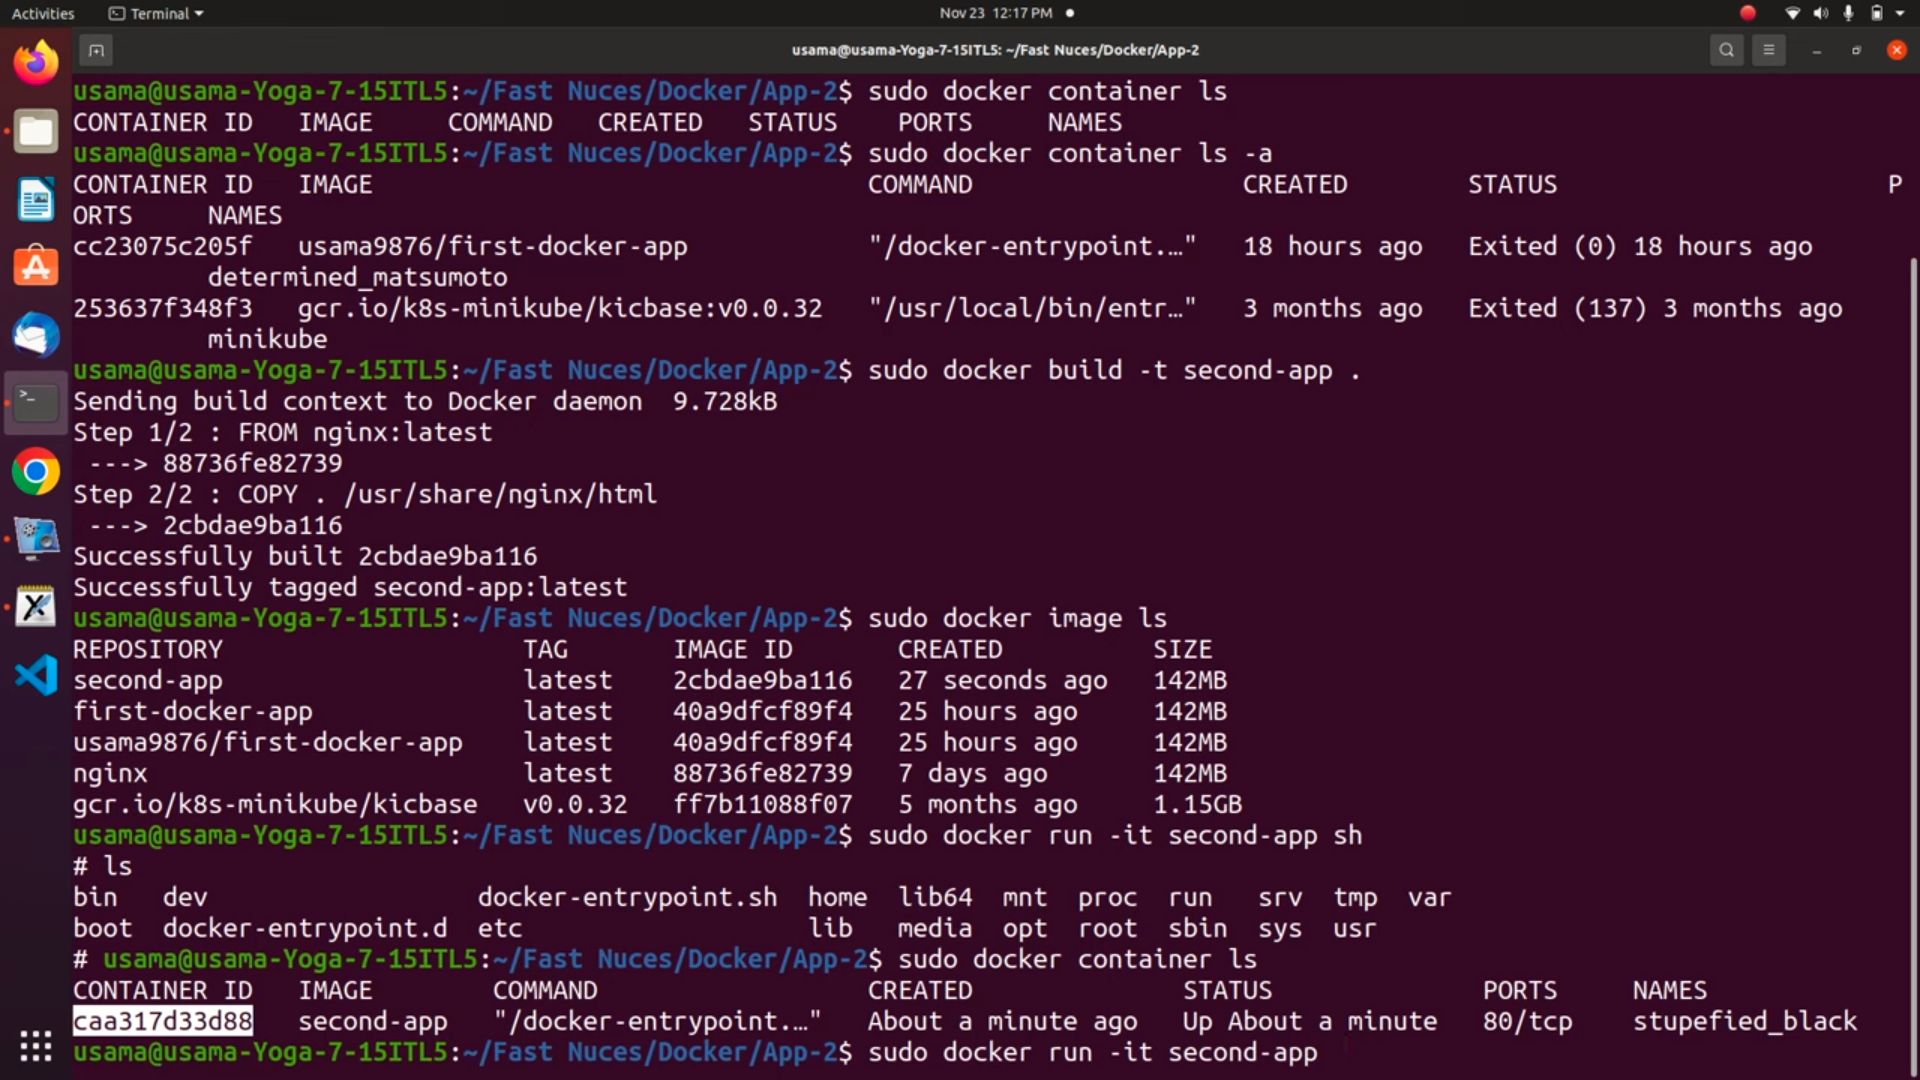 Activities
Terminal
Nov 23 12:17 PM
usama@usama-Yoga-7-15ITL5: ~/Fast Nuces/Docker/App-2
usama@usama-Yoga-7-15ITL5:~/Fast Nuces/Docker/App-2$ sudo docker container ls
CONTAINER ID   IMAGE     COMMAND   CREATED   STATUS    PORTS     NAMES
usama@usama-Yoga-7-15ITL5:~/Fast Nuces/Docker/App-2$ sudo docker container ls -a
CONTAINER ID   IMAGE                                 COMMAND                  CREATED        STATUS                      P
ORTS     NAMES
cc23075c205f   usama9876/first-docker-app            "/docker-entrypoint.…"   18 hours ago   Exited (0) 18 hours ago
         determined_matsumoto
253637f348f3   gcr.io/k8s-minikube/kicbase:v0.0.32   "/usr/local/bin/entr…"   3 months ago   Exited (137) 3 months ago
         minikube
usama@usama-Yoga-7-15ITL5:~/Fast Nuces/Docker/App-2$ sudo docker build -t second-app .
Sending build context to Docker daemon  9.728kB
Step 1/2 : FROM nginx:latest
 ---> 88736fe82739
Step 2/2 : COPY . /usr/share/nginx/html
 ---> 2cbdae9ba116
Successfully built 2cbdae9ba116
Successfully tagged second-app:latest
usama@usama-Yoga-7-15ITL5:~/Fast Nuces/Docker/App-2$ sudo docker image ls
REPOSITORY                    TAG       IMAGE ID       CREATED          SIZE
second-app                    latest    2cbdae9ba116   27 seconds ago   142MB
first-docker-app              latest    40a9dfcf89f4   25 hours ago     142MB
usama9876/first-docker-app    latest    40a9dfcf89f4   25 hours ago     142MB
nginx                         latest    88736fe82739   7 days ago       142MB
gcr.io/k8s-minikube/kicbase   v0.0.32   ff7b11088f07   5 months ago     1.15GB
usama@usama-Yoga-7-15ITL5:~/Fast Nuces/Docker/App-2$ sudo docker run -it second-app sh
# ls
bin   dev                  docker-entrypoint.sh  home  lib64  mnt  proc  run   srv  tmp  var
boot  docker-entrypoint.d  etc                   lib   media  opt  root  sbin  sys  usr
# usama@usama-Yoga-7-15ITL5:~/Fast Nuces/Docker/App-2$ sudo docker container ls
CONTAINER ID   IMAGE        COMMAND                  CREATED              STATUS              PORTS     NAMES
caa317d33d88   second-app   "/docker-entrypoint.…"   About a minute ago   Up About a minute   80/tcp    stupefied_black
usama@usama-Yoga-7-15ITL5:~/Fast Nuces/Docker/App-2$ sudo docker run -it second-app